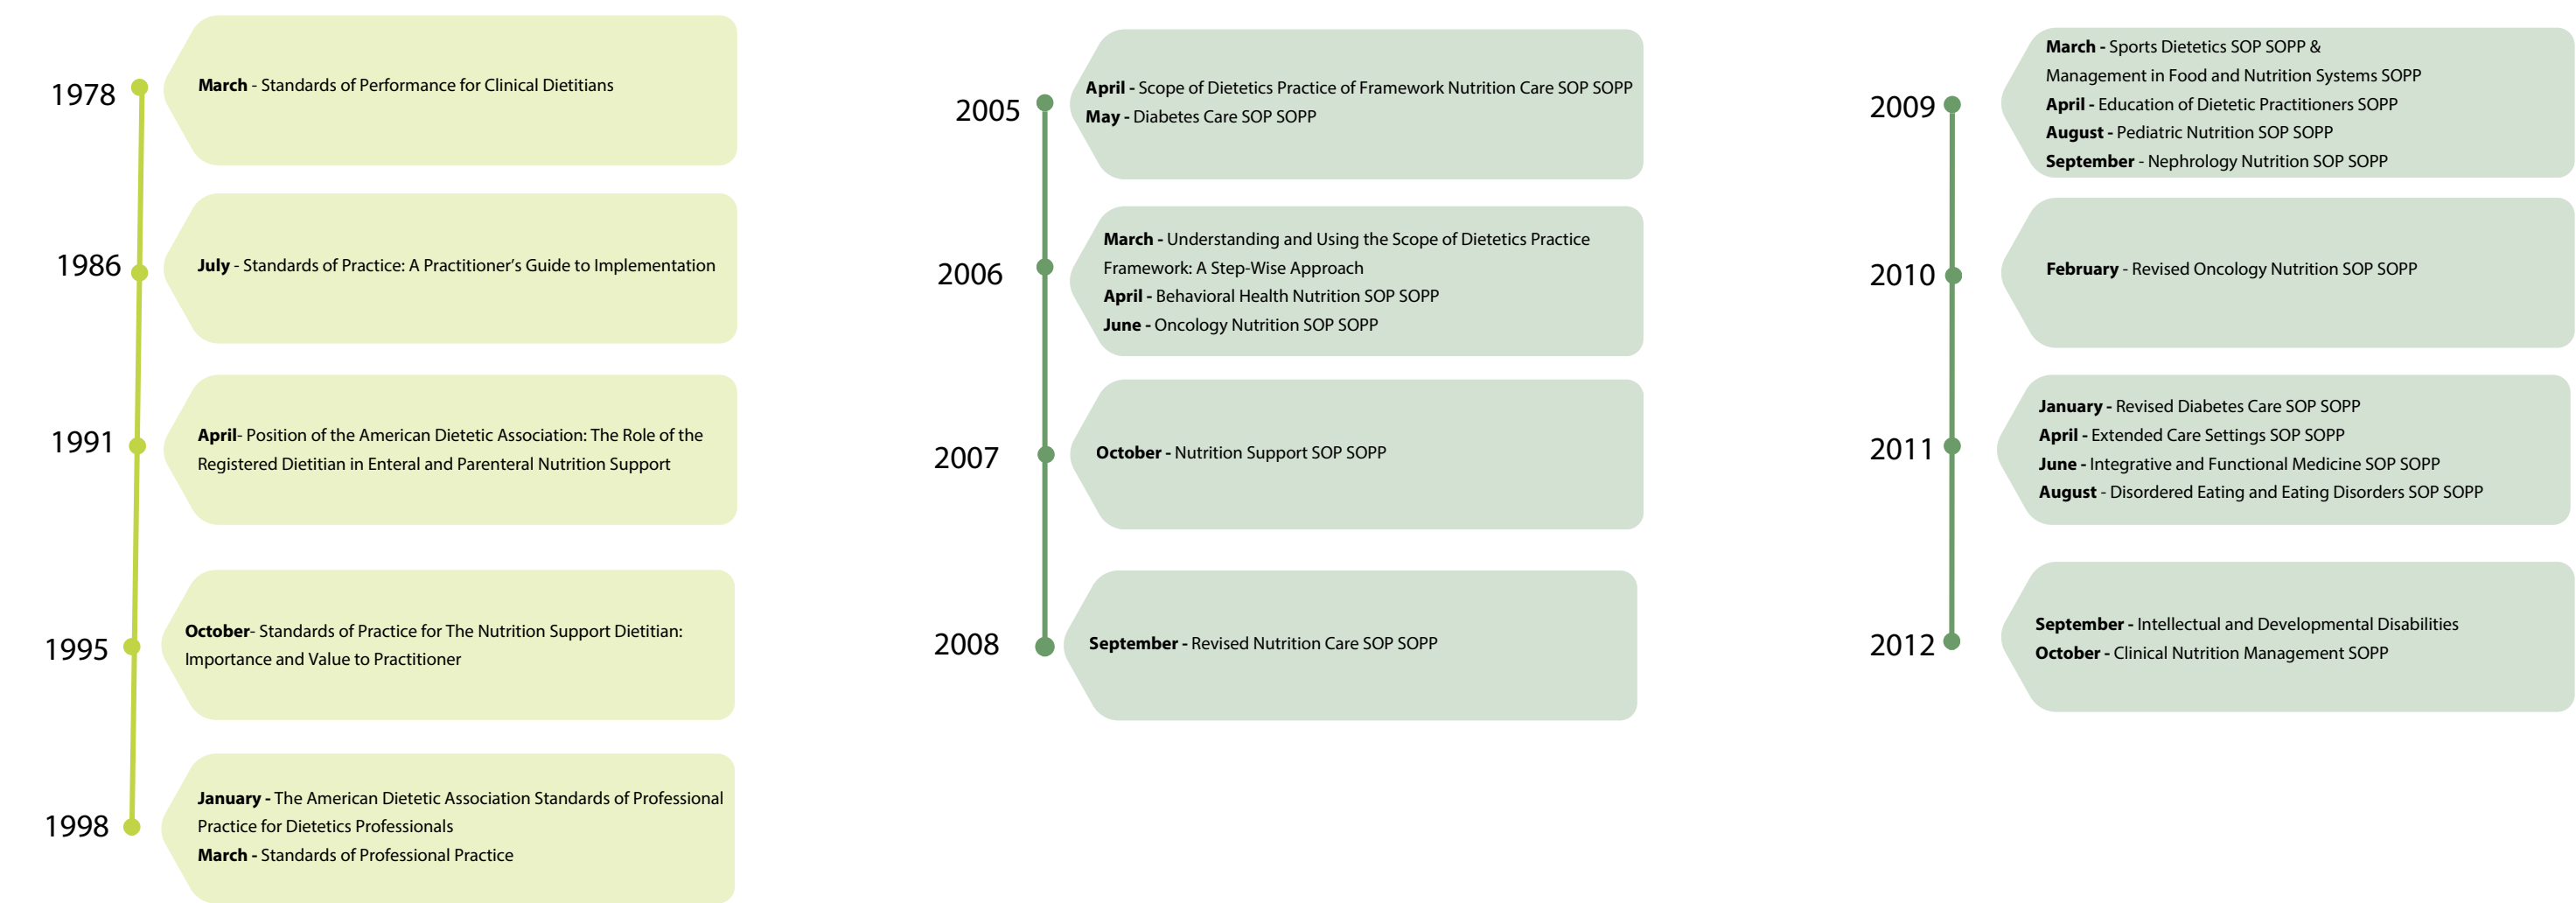 1978
March - Standards of Performance for Clinical Dietitians
1986
July - Standards of Practice: A Practitioner’s Guide to Implementation
1991
April- Position of the American Dietetic Association: The Role of the
Registered Dietitian in Enteral and Parenteral Nutrition Support
1995
October- Standards of Practice for The Nutrition Support Dietitian:
Importance and Value to Practitioner
1998
January - The American Dietetic Association Standards of Professional
Practice for Dietetics Professionals
March - Standards of Professional Practice
2005
April - Scope of Dietetics Practice of Framework Nutrition Care SOP SOPP
May - Diabetes Care SOP SOPP
2006
March - Understanding and Using the Scope of Dietetics Practice
Framework: A Step-Wise Approach
April - Behavioral Health Nutrition SOP SOPP
June - Oncology Nutrition SOP SOPP
2007
October - Nutrition Support SOP SOPP
2008
September - Revised Nutrition Care SOP SOPP
2009
March - Sports Dietetics SOP SOPP &
Management in Food and Nutrition Systems SOPP
April - Education of Dietetic Practitioners SOPP
August - Pediatric Nutrition SOP SOPP
September - Nephrology Nutrition SOP SOPP
2010
February - Revised Oncology Nutrition SOP SOPP
2011
January - Revised Diabetes Care SOP SOPP
April - Extended Care Settings SOP SOPP
June - Integrative and Functional Medicine SOP SOPP
August - Disordered Eating and Eating Disorders SOP SOPP
2012
September - Intellectual and Developmental Disabilities
October - Clinical Nutrition Management SOPP